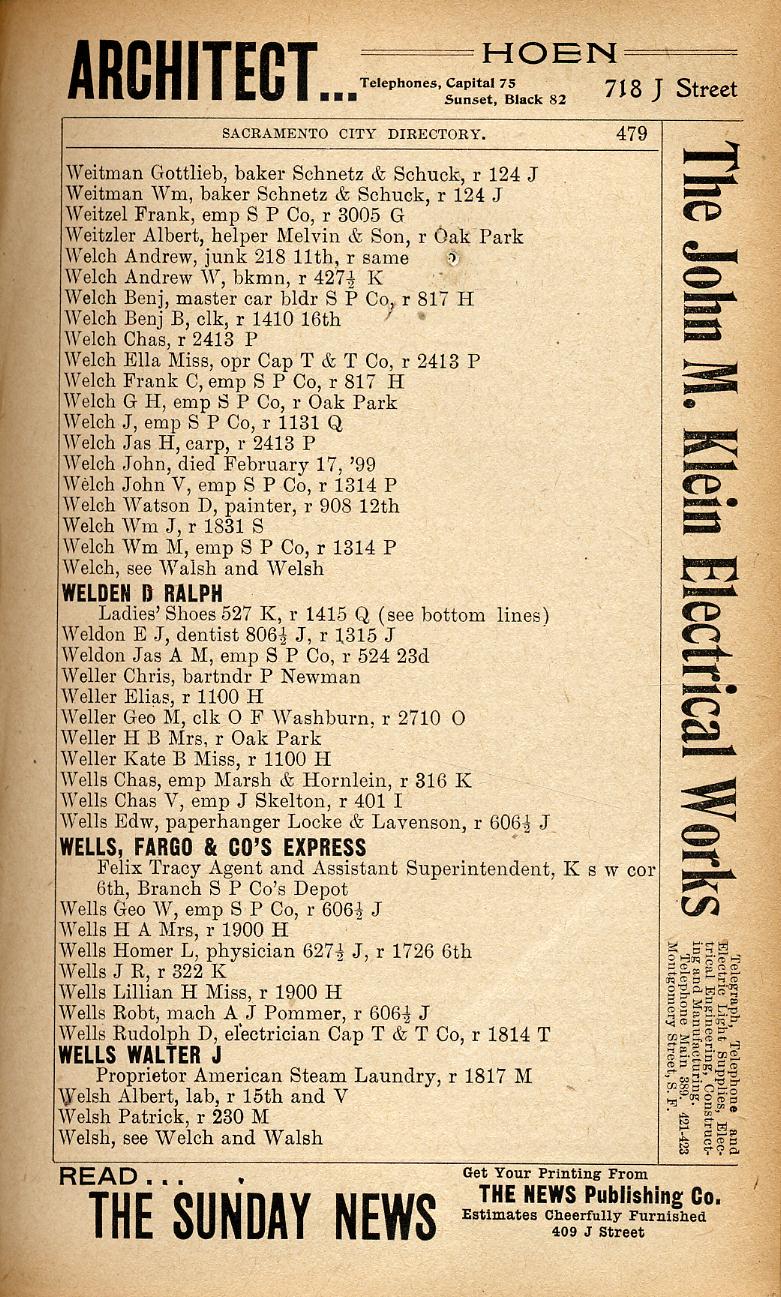 ARCHITECT... HOEN
Telephones, Capital 75
Sunset, Black 82
718 J Street
SACRAMENTO CITY DIRECTORY. 479
Weitman Gottlieb, baker Schnetz & Schuck, r 124 J
Weitman Wm, baker Schnetz & Schuck, r 124 J
Weitzel Frank, emp S P Co, r 3005 G
Weitzler Albert, helper Melvin & Son, r Oak Park
Welch Andrew, junk 218 11th, r same
Welch Andrew W, bkmn, r 427½ K
Welch Benj, master car bldr S P Co, r 817 H
Welch Benj B, clk, r 1410 16th
Welch Chas, r 2413 P
Welch Ella Miss, opr Cap T & T Co, r 2413 P
Welch Frank C, emp S P Co, r 817 H
Welch G H, emp S P Co, r Oak Park
Welch J, emp S P Co, r 1131 Q
Welch Jas H, carp, r 2413 P
Welch John, died February 17, '99
Welch John V, emp S P Co, r 1314 P
Welch Watson D, painter, r 908 12th
Welch Wm J, r 1831 S
Welch Wm M, emp S P Co, r 1314 P
Welch, see Walsh and Welsh
WELDEN D RALPH
Ladies' Shoes 527 K, r 1415 Q (see bottom lines)
Weldon E J, dentist 806½ J, r 1315 J
Weldon Jas A M, emp S P Co, r 524 23d
Weller Chris, bartndr P Newman
Weller Elias, r 1100 H
Weller Geo M, clk O F Washburn, r 2710 O
Weller H B Mrs, r Oak Park
Weller Kate B Miss, r 1100 H
Wells Chas, emp Marsh & Hornlein, r 316 K
Wells Chas V, emp J Skelton, r 401 I
Wells Edw, paperhanger Locke & Lavenson, r 606½ J
WELLS, FARGO & CO'S EXPRESS
Felix Tracy Agent and Assistant Superintendent, K s w cor
6th, Branch S P Co's Depot
Wells Geo W, emp S P Co, r 606½ J
Wells H A Mrs, r 1900 H
Wells Homer L, physician 627½ J, r 1726 6th
Wells J R, r 322 K
Wells Lillian H Miss, r 1900 H
Wells Robt, mach A J Pommer, r 606½ J
Wells Rudolph D, electrician Cap T & T Co, r 1814 T
WELLS WALTER J
Proprietor American Steam Laundry, r 1817 M
Welsh Albert, lab, r 15th and V
Welsh Patrick, r 230 M
Welsh, see Welch and Walsh
The John M. Klein Electrical Works
Telegraph, Telephone and
Electric Light Supplies, Elec-
trical Engineering, Construct-
ing and Manufacturing.
Telephone Main 389. 421-423
Montgomery Street, S. F.
READ...
THE SUNDAY NEWS
Get Your Printing From
THE NEWS Publishing Co.
Estimates Cheerfully Furnished
409 J Street